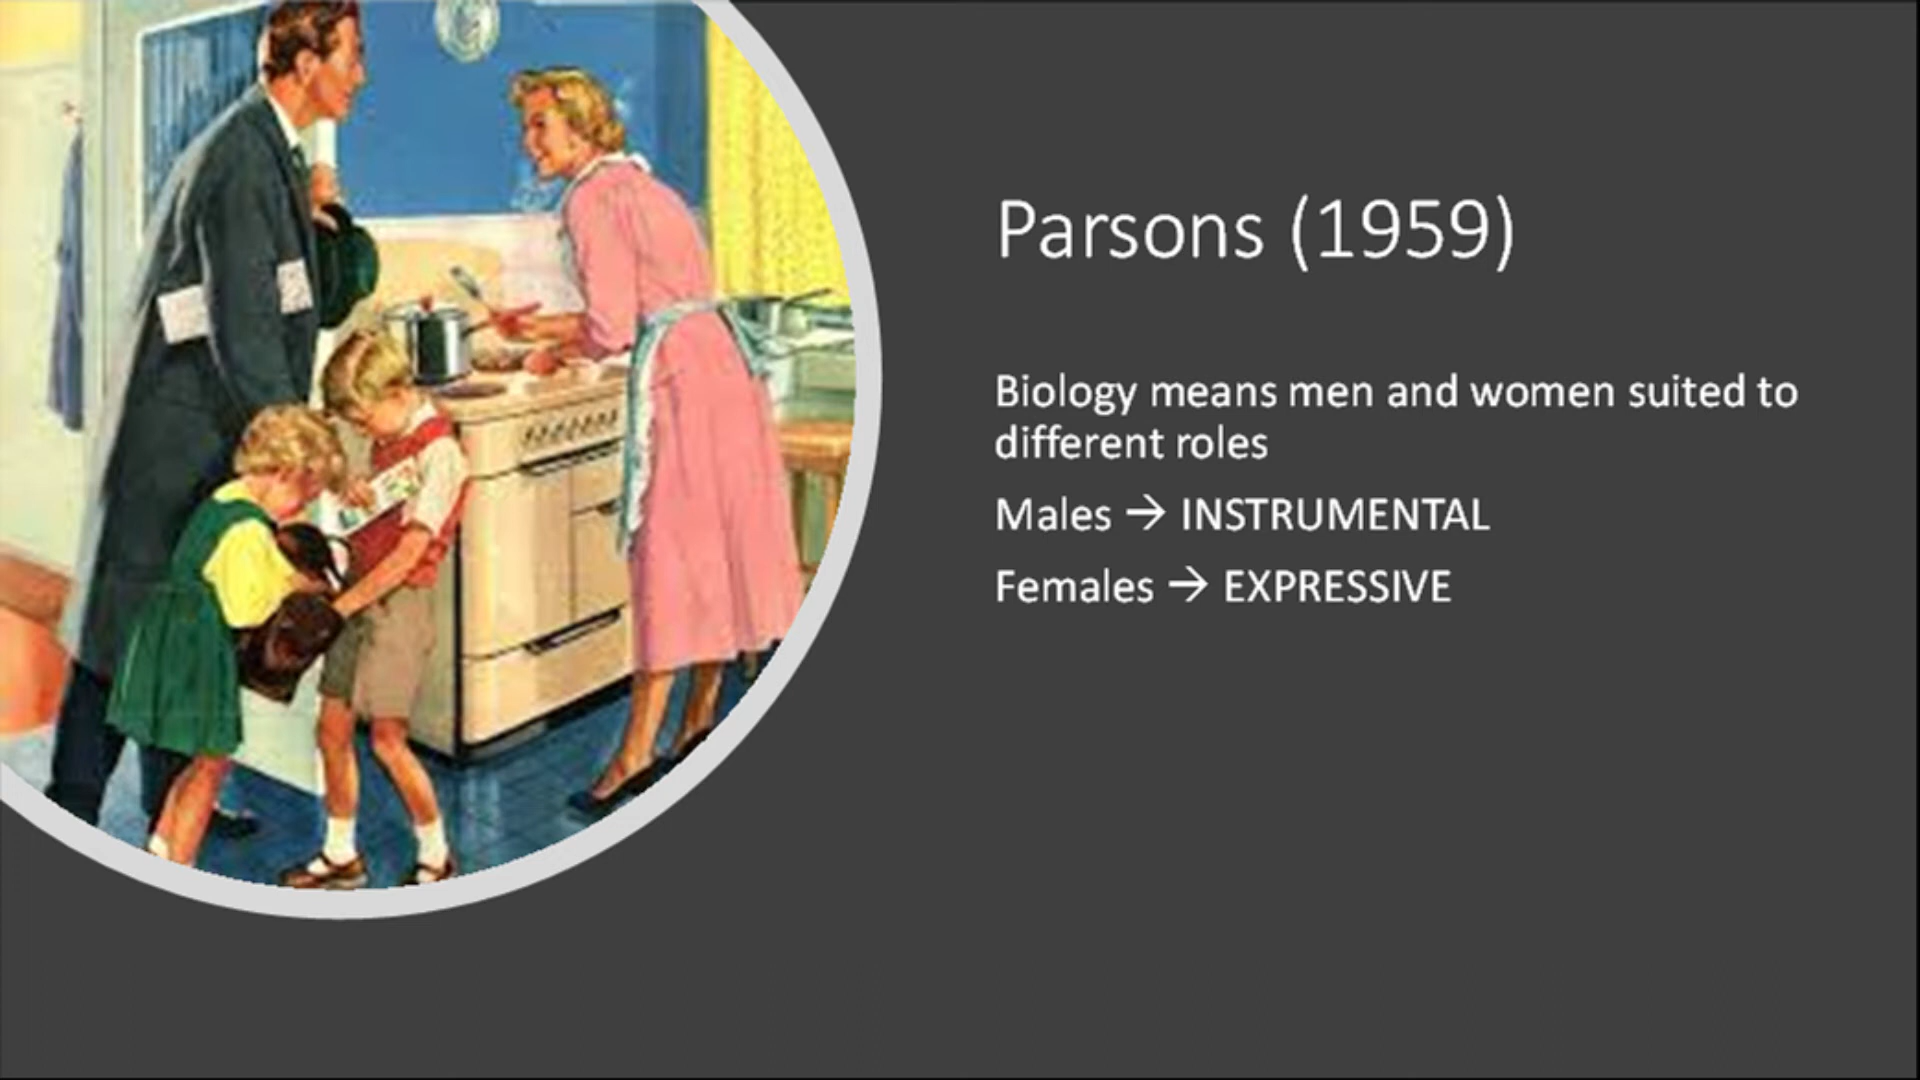 Parsons (1959)
Biology means men and women suited to
different roles
Males → INSTRUMENTAL
Females → EXPRESSIVE